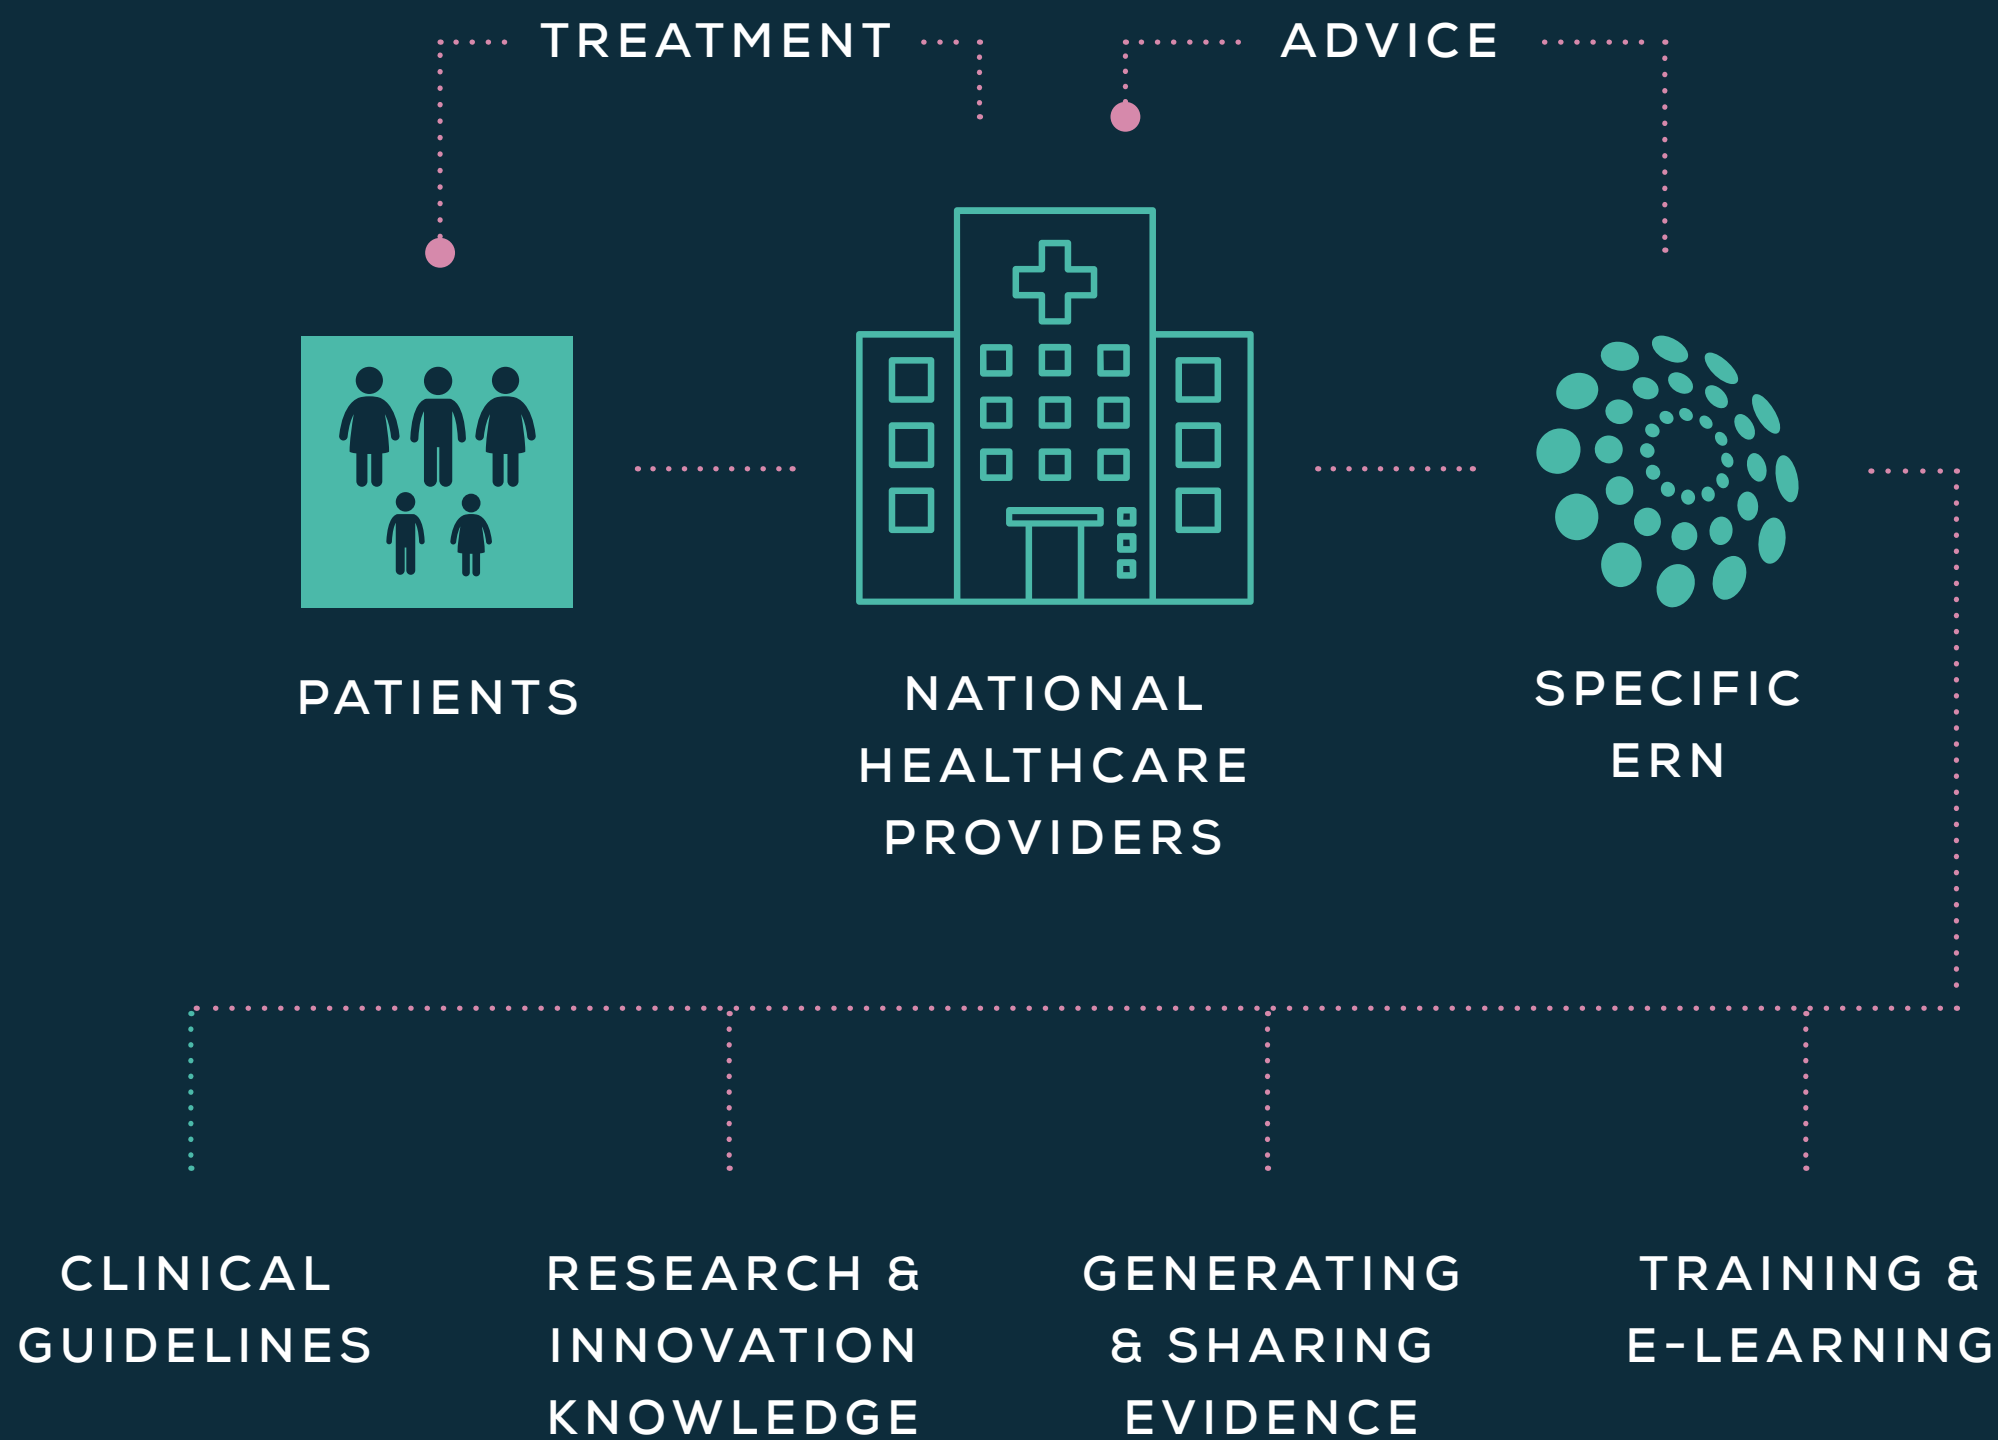 TREATMENT
ADVICE
PATIENTS
NATIONAL
HEALTHCARE
PROVIDERS
SPECIFIC
ERN
CLINICAL
GUIDELINES
RESEARCH &
INNOVATION
KNOWLEDGE
GENERATING
& SHARING
EVIDENCE
TRAINING &
E-LEARNING